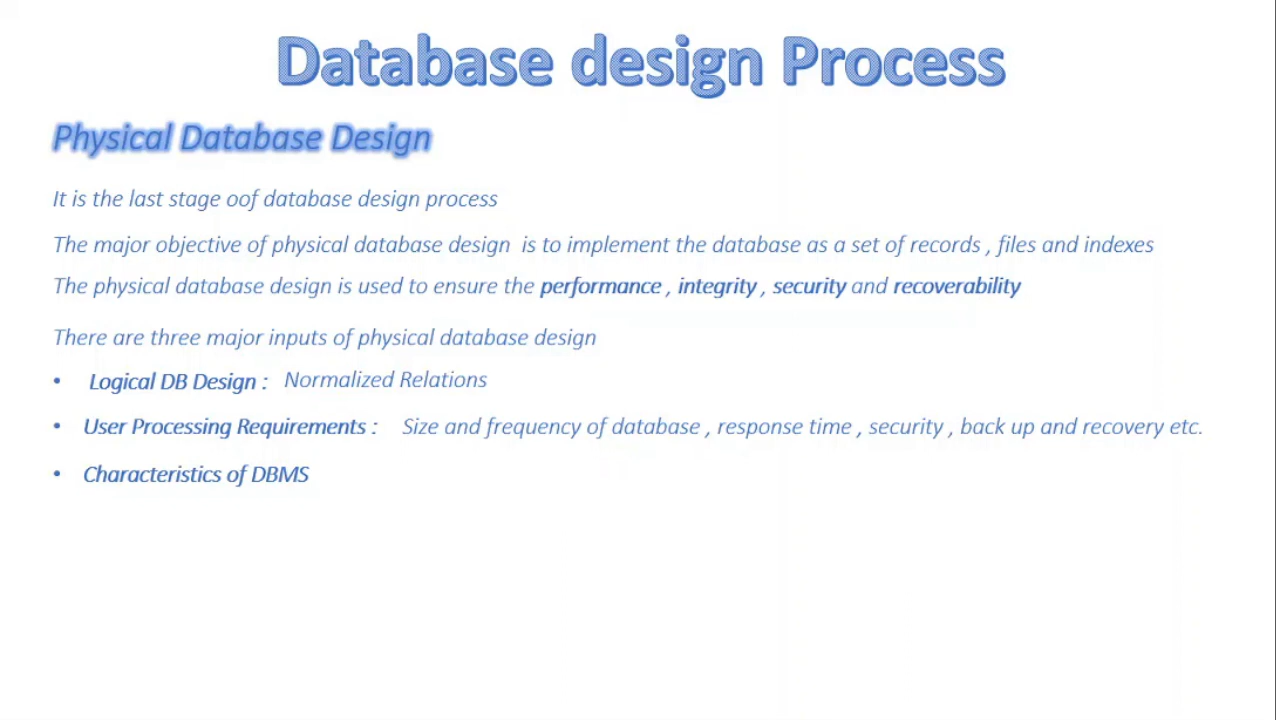 Database design Process
Physical Database Design
It is the last stage oof database design process
The major objective of physical database design is to implement the database as a set of records , files and indexes
The physical database design is used to ensure the performance , integrity , security and recoverability
There are three major inputs of physical database design
• Logical DB Design : Normalized Relations
• User Processing Requirements : Size and frequency of database , response time , security , back up and recovery etc.
• Characteristics of DBMS